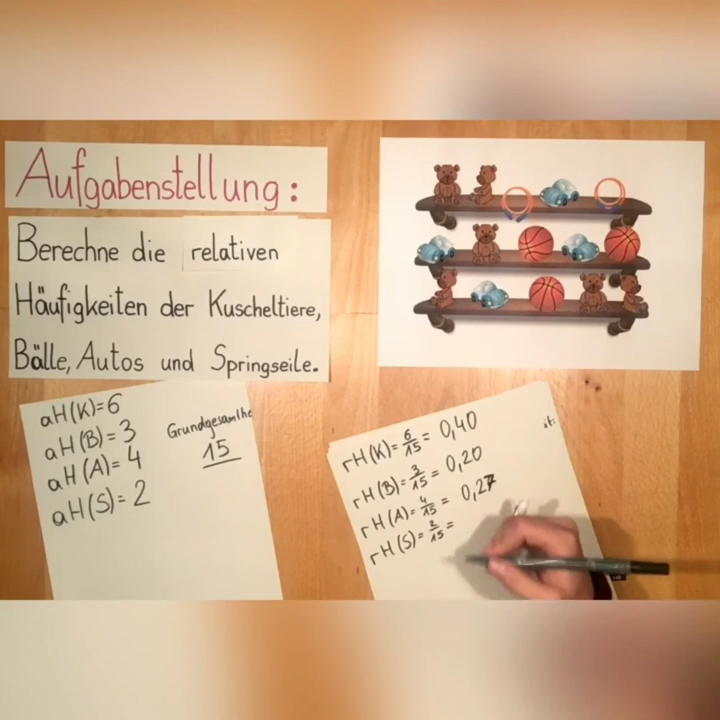 Aufgabenstellung:
Berechne die relativen
Häufigkeiten der Kuscheltiere,
Bälle, Autos und Springseile.
aH(K)=6
aH(B)=3
aH(A)=4
aH(S)=2
Grundgesamthe
15
rH(K)=6/15=0,40
rH(B)=3/15=0,20
rH(A)=4/15=0,27
rH(S)=2/15=